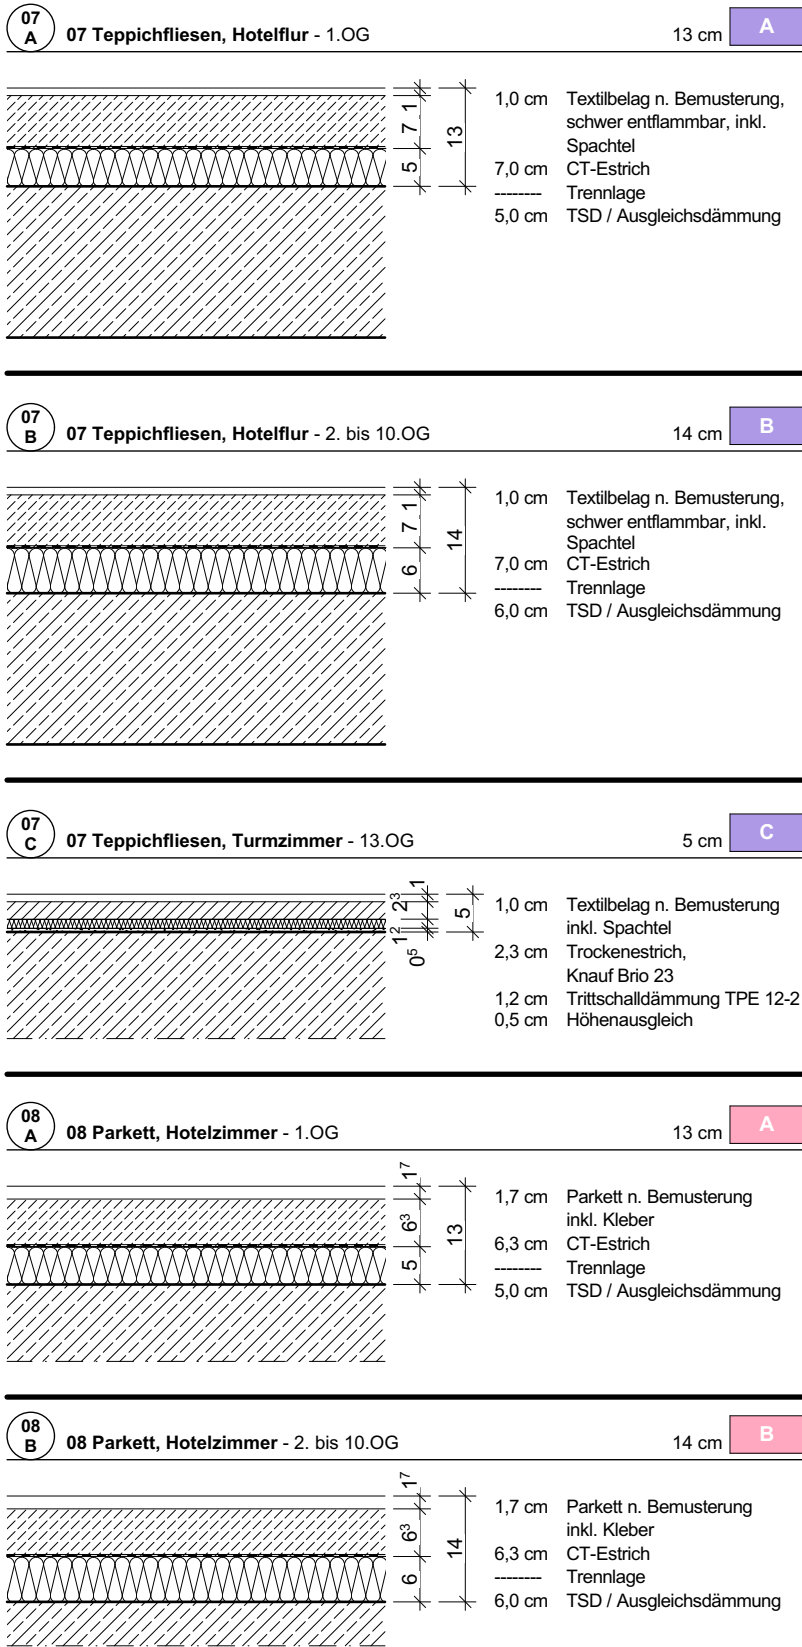 07
A
07 Teppichfliesen, Hotelflur - 1.OG
13 cm
A
1
7
5
13
1,0 cm Textilbelag n. Bemusterung,
schwer entflammbar, inkl.
Spachtel
7,0 cm CT-Estrich
-------- Trennlage
5,0 cm TSD / Ausgleichsdämmung
07
B
07 Teppichfliesen, Hotelflur - 2. bis 10.OG
14 cm
B
1
7
6
14
1,0 cm Textilbelag n. Bemusterung,
schwer entflammbar, inkl.
Spachtel
7,0 cm CT-Estrich
-------- Trennlage
6,0 cm TSD / Ausgleichsdämmung
07
C
07 Teppichfliesen, Turmzimmer - 13.OG
5 cm
C
1
2³
1²
0⁵
5
1,0 cm Textilbelag n. Bemusterung
inkl. Spachtel
2,3 cm Trockenestrich,
Knauf Brio 23
1,2 cm Trittschalldämmung TPE 12-2
0,5 cm Höhenausgleich
08
A
08 Parkett, Hotelzimmer - 1.OG
13 cm
A
1⁷
6³
5
13
1,7 cm Parkett n. Bemusterung
inkl. Kleber
6,3 cm CT-Estrich
-------- Trennlage
5,0 cm TSD / Ausgleichsdämmung
08
B
08 Parkett, Hotelzimmer - 2. bis 10.OG
14 cm
B
1⁷
6³
6
14
1,7 cm Parkett n. Bemusterung
inkl. Kleber
6,3 cm CT-Estrich
-------- Trennlage
6,0 cm TSD / Ausgleichsdämmung